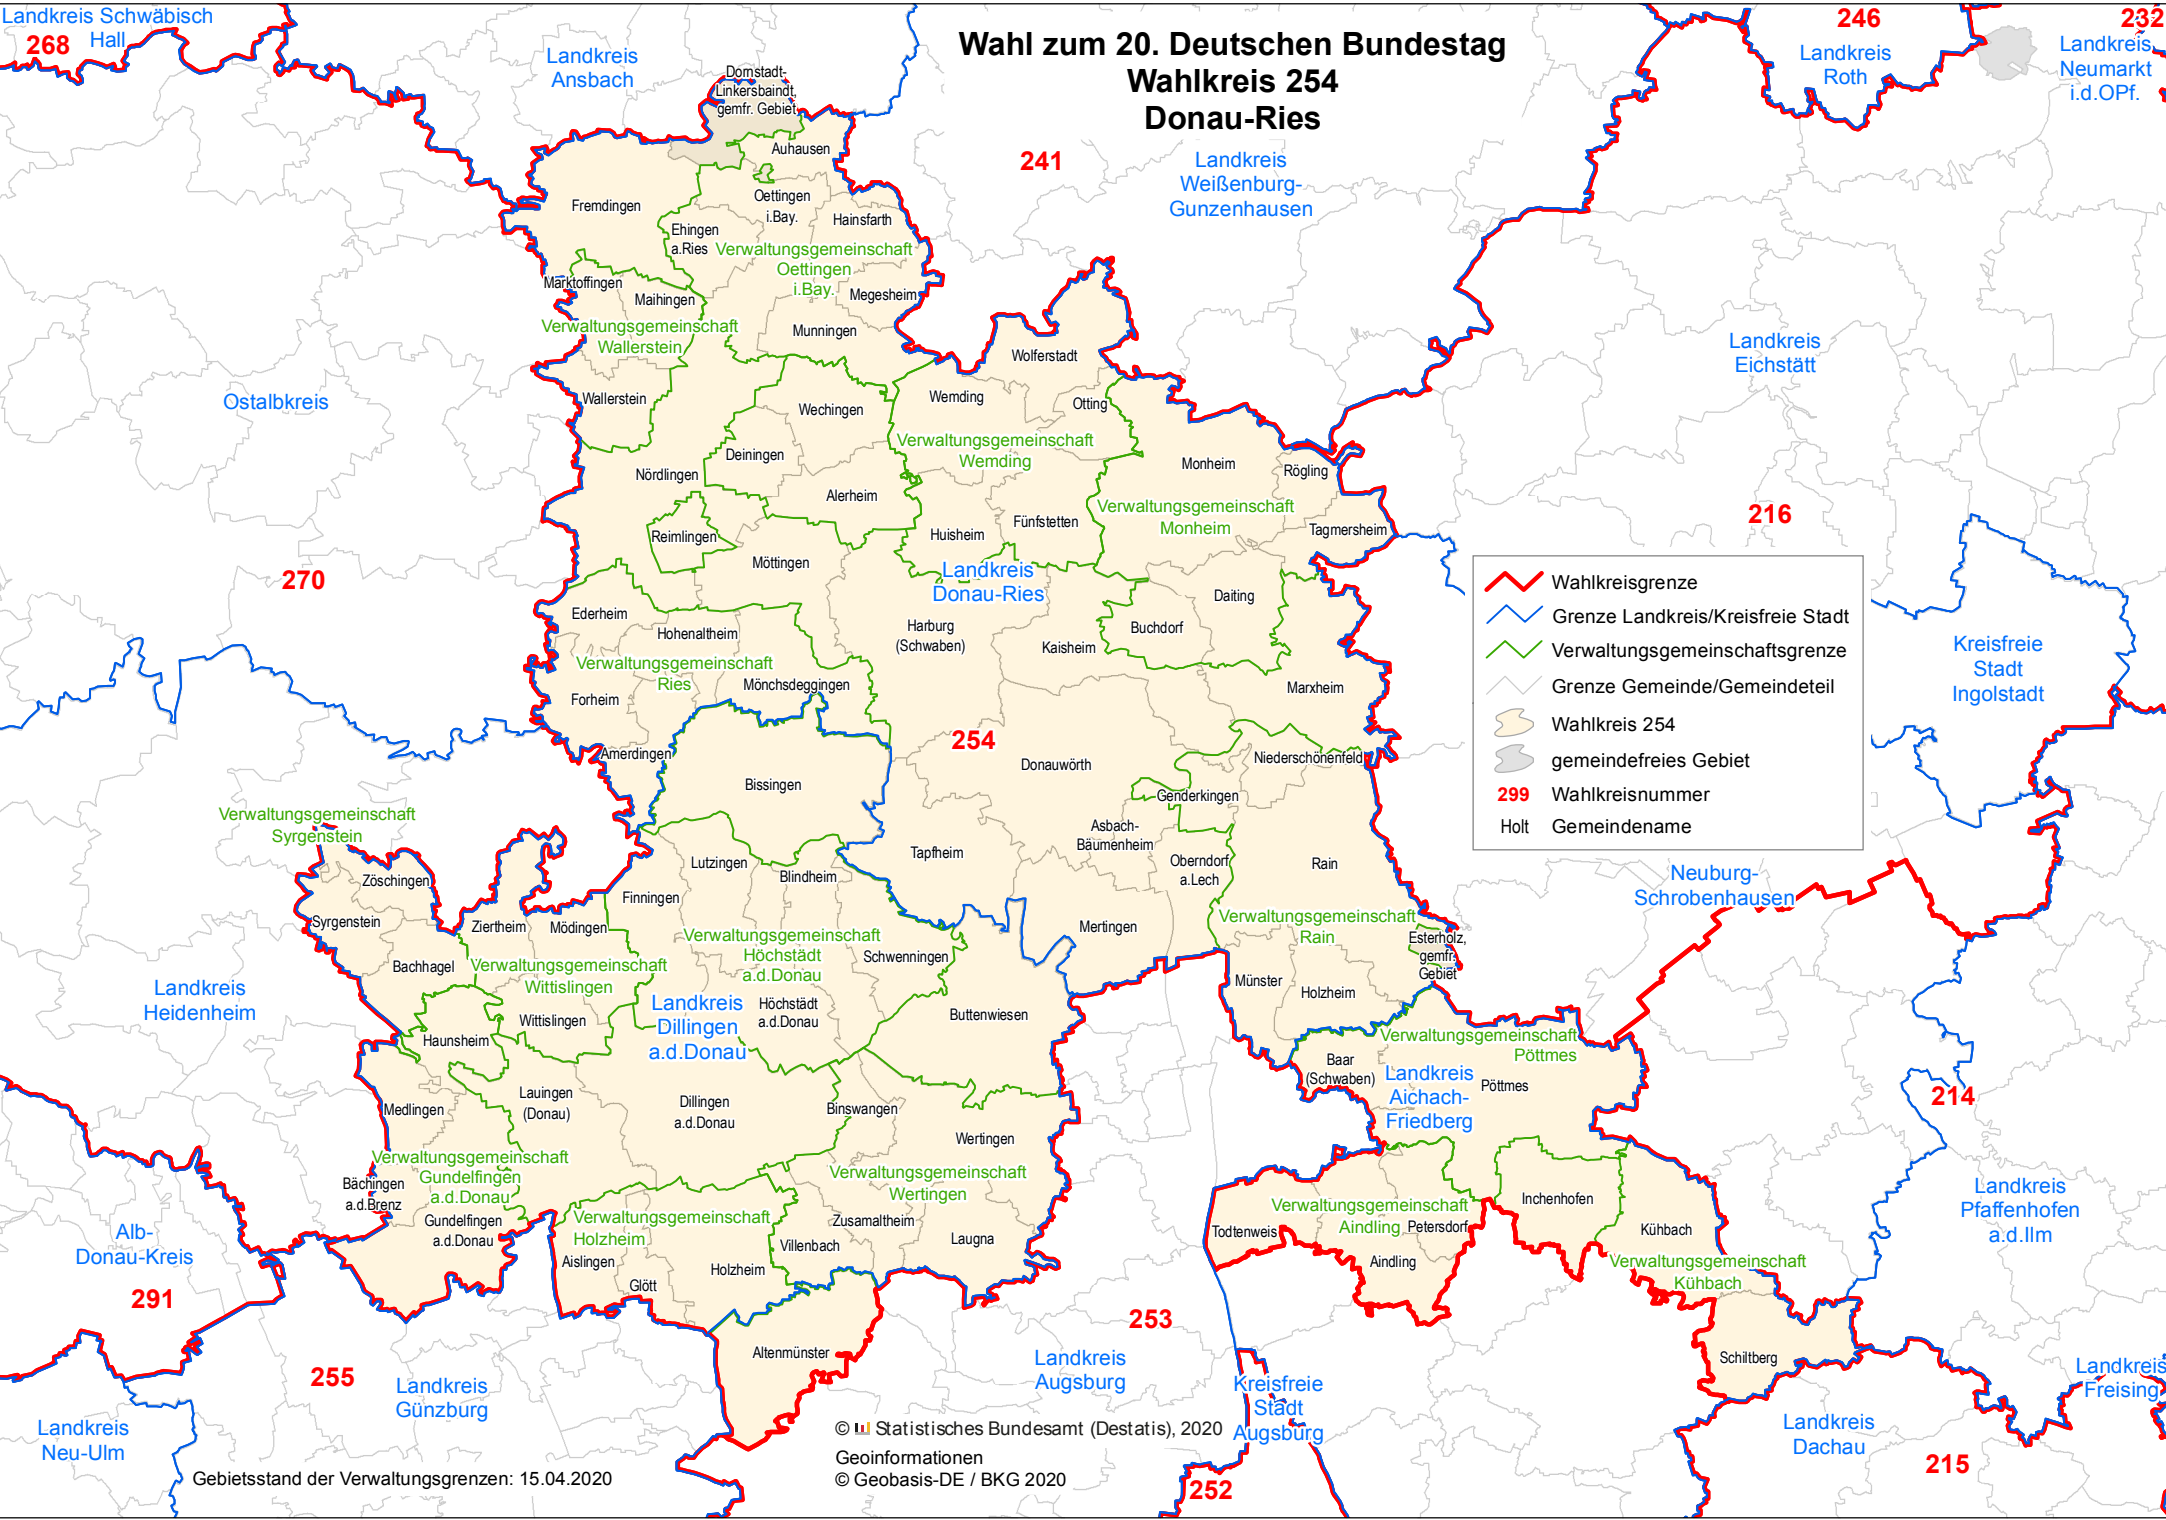 Wahl zum 20. Deutschen Bundestag
Wahlkreis 254
Donau-Ries
Landkreis Schwäbisch
Hall
268
Landkreis
Ansbach
241
Landkreis
Weißenburg-
Gunzenhausen
246
Landkreis
Roth
232
Landkreis
Neumarkt
i.d.OPf.
Domstadt-
Linkersbaindt,
gemfr. Gebiet
Auhausen
Fremdingen
Oettingen
i.Bay.
Hainsfarth
Ehingen
a.Ries
Verwaltungsgemeinschaft
Oettingen
i.Bay.
Marktoffingen
Maihingen
Megesheim
Munningen
Verwaltungsgemeinschaft
Wallerstein
Wallerstein
Wolferstadt
Wechingen
Wemding
Otting
Verwaltungsgemeinschaft
Wemding
Deiningen
Nördlingen
Alerheim
Monheim
Rögling
Verwaltungsgemeinschaft
Monheim
Tagmersheim
Fünfstetten
Huisheim
Reimlingen
Möttingen
Landkreis
Donau-Ries
Ostalbkreis
270
Landkreis
Eichstätt
216
Wahlkreisgrenze
Grenze Landkreis/Kreisfreie Stadt
Verwaltungsgemeinschaftsgrenze
Grenze Gemeinde/Gemeindeteil
Wahlkreis 254
gemeindefreies Gebiet
299 Wahlkreisnummer
Holt Gemeindename
Kreisfreie
Stadt
Ingolstadt
Ederheim
Hohenaltheim
Harburg
(Schwaben)
Kaisheim
Buchdorf
Daiting
Verwaltungsgemeinschaft
Ries
Forheim
Mönchsdeggingen
Marxheim
Amerdingen
254
Bissingen
Donauwörth
Niederschönenfeld
Genderkingen
Asbach-
Bäumenheim
Tapfheim
Oberndorf
a.Lech
Rain
Neuburg-
Schrobenhausen
Verwaltungsgemeinschaft
Syrgenstein
Zöschingen
Syrgenstein
Bachhagel
Ziertheim
Mödingen
Finningen
Lutzingen
Blindheim
Mertingen
Verwaltungsgemeinschaft
Rain
Esterholz,
gemfr.
Gebiet
Münster
Holzheim
Verwaltungsgemeinschaft
Höchstädt
a.d.Donau
Schwenningen
Verwaltungsgemeinschaft
Wittislingen
Wittislingen
Landkreis
Dillingen
a.d.Donau
Höchstädt
a.d.Donau
Buttenwiesen
Landkreis
Heidenheim
Haunsheim
Verwaltungsgemeinschaft
Pöttmes
Baar
(Schwaben)
Landkreis
Aichach-
Friedberg
Pöttmes
214
Medlingen
Lauingen
(Donau)
Dillingen
a.d.Donau
Binswangen
Wertingen
Verwaltungsgemeinschaft
Gundelfingen
a.d.Donau
Bächingen
a.d.Brenz
Gundelfingen
a.d.Donau
Verwaltungsgemeinschaft
Wertingen
Verwaltungsgemeinschaft
Holzheim
Zusamaltheim
Villenbach
Laugna
Aislingen
Glött
Holzheim
Altenmünster
Todtenweis
Verwaltungsgemeinschaft
Aindling
Petersdorf
Aindling
Inchenhofen
Kühbach
Verwaltungsgemeinschaft
Kühbach
Schiltberg
Landkreis
Pfaffenhofen
a.d.Ilm
Alb-
Donau-Kreis
291
255
Landkreis
Günzburg
Landkreis
Neu-Ulm
253
Landkreis
Augsburg
Kreisfreie
Stadt
Augsburg
252
Landkreis
Dachau
215
Landkreis
Freising
© Statistisches Bundesamt (Destatis), 2020
Geoinformationen
© Geobasis-DE / BKG 2020
Gebietsstand der Verwaltungsgrenzen: 15.04.2020